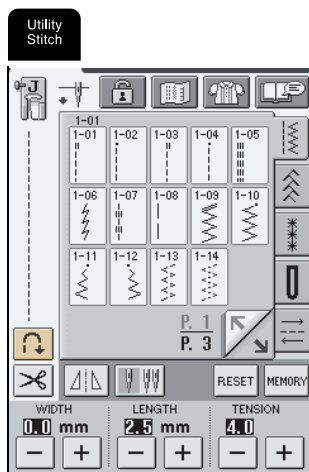 Utility
Stitch
J
1-01
1-01 1-02 1-03 1-04 1-05
1-06 1-07 1-08 1-09 1-10
1-11 1-12 1-13 1-14
P. 1
P. 3
RESET MEMORY
WIDTH LENGTH TENSION
0.0 mm 2.5 mm 4.0
− + − + − +